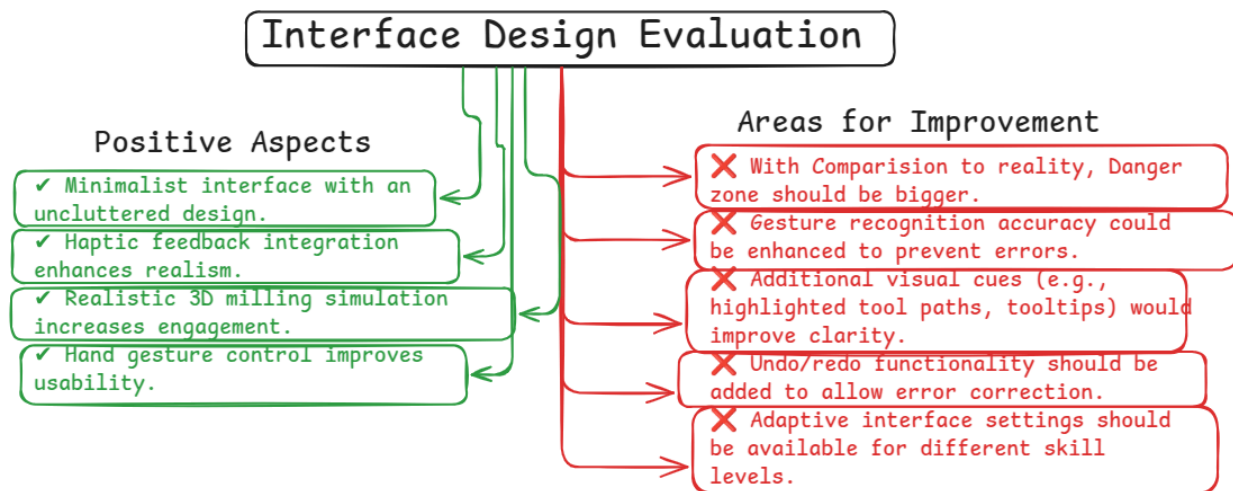 Interface Design Evaluation
Positive Aspects
✔ Minimalist interface with an
uncluttered design.
✔ Haptic feedback integration
enhances realism.
✔ Realistic 3D milling simulation
increases engagement.
✔ Hand gesture control improves
usability.
Areas for Improvement
❌ With Comparision to reality, Danger
zone should be bigger.
❌ Gesture recognition accuracy could
be enhanced to prevent errors.
❌ Additional visual cues (e.g.,
highlighted tool paths, tooltips) would
improve clarity.
❌ Undo/redo functionality should be
added to allow error correction.
❌ Adaptive interface settings should
be available for different skill
levels.